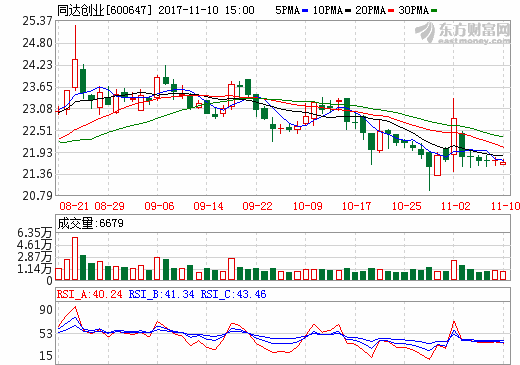 同达创业[600647] 2017-11-10 15:00 5PMA 10PMA 20PMA 30PMA
东方财富网
eastmoney.com
25.37
24.80
24.23
23.65
23.08
22.51
21.93
21.36
20.79
08-21 08-29 09-06 09-14 09-22 10-09 10-17 10-25 11-02 11-10
成交量:6679
6.35万
4.61万
2.87万
1.14万
0
RSI_A:40.24 RSI_B:41.34 RSI_C:43.46
90
53
15